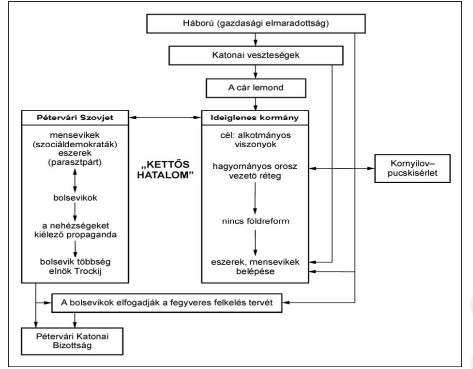 Háború (gazdasági elmaradottság)
Katonai veszteségek
A cár lemond
Pétervári Szovjet
mensevikek
(szociáldemokraták)
eszerek
(parasztpárt)
bolsevikok
a nehézségeket
kiélező propaganda
bolsevik többség
elnök Trockij
„KETTŐS
HATALOM”
Ideiglenes kormány
cél: alkotmányos
viszonyok
hagyományos orosz
vezető réteg
nincs földreform
eszerek, mensevikek
belépése
Kornyilov–
puccskísérlet
A bolsevikok elfogadják a fegyveres felkelés tervét
Pétervári Katonai
Bizottság